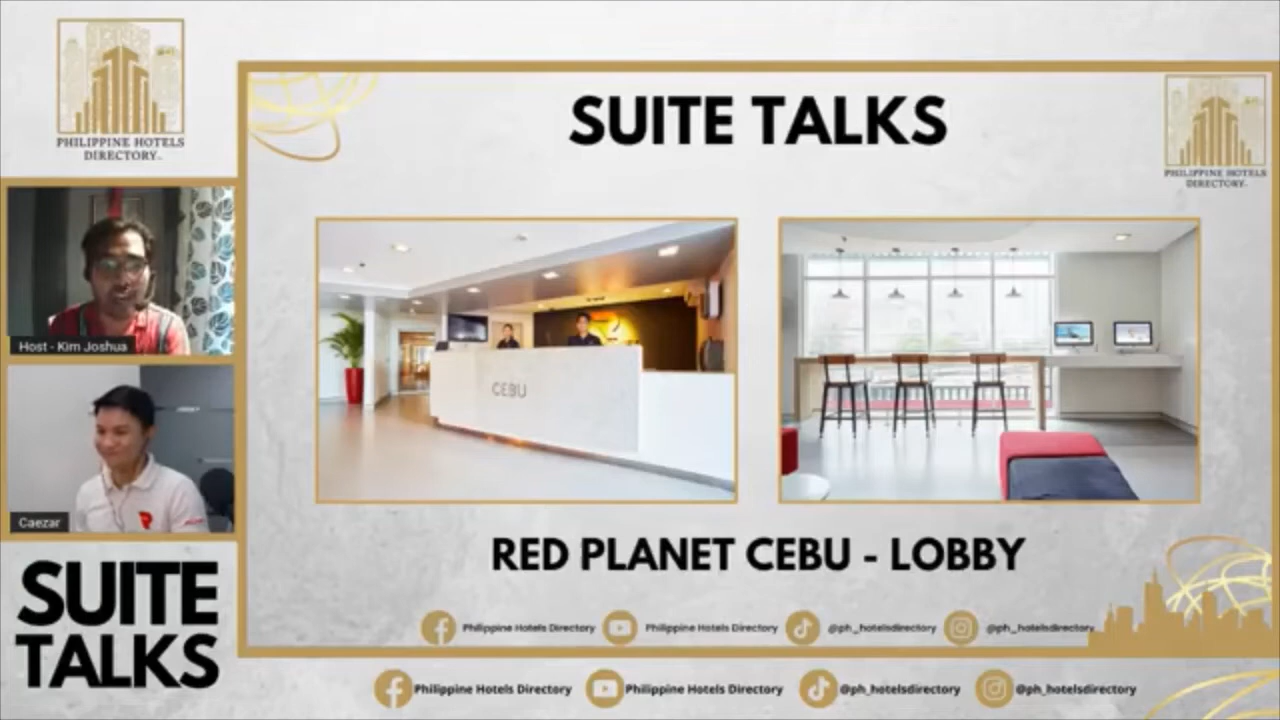 PHILIPPINE HOTELS
DIRECTORY
SUITE TALKS
PHILIPPINE HOTELS
DIRECTORY
Host - Kim Joshua
CEBU
Caezar
RED PLANET CEBU - LOBBY
SUITE
TALKS
Philippine Hotels Directory
Philippine Hotels Directory
@ph_hotelsdirectory
@ph_hotelsdirectory
Philippine Hotels Directory
Philippine Hotels Directory
@ph_hotelsdirectory
@ph_hotelsdirectory